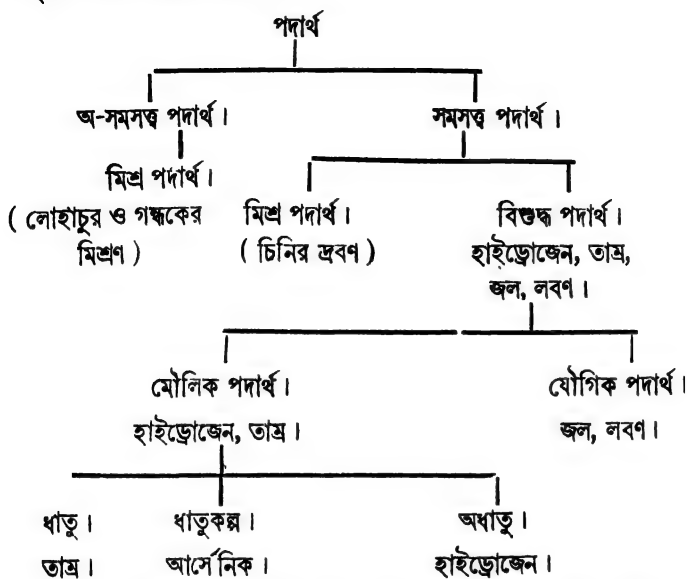 পদার্থ
অ-সমসত্ত্ব পদার্থ। সমসত্ত্ব পদার্থ।
মিশ্র পদার্থ।
( লোহাচুর ও গন্ধকের মিশ্র পদার্থ। বিশুদ্ধ পদার্থ।
মিশ্রণ ) ( চিনির দ্রবণ ) হাইড্রোজেন, তাম্র,
জল, লবণ।
মৌলিক পদার্থ। যৌগিক পদার্থ।
হাইড্রোজেন, তাম্র। জল, লবণ।
ধাতু। ধাতুকল্প। অধাতু।
তাম্র। আর্সেনিক। হাইড্রোজেন।